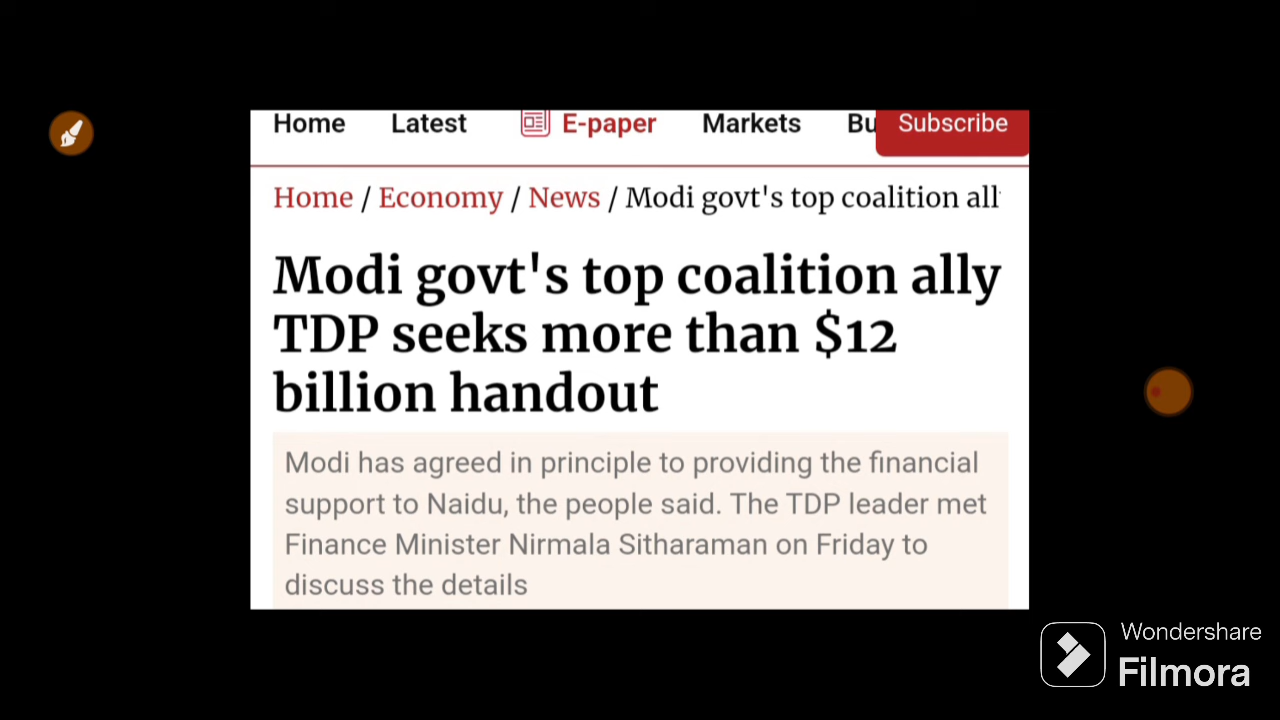 Home Latest E-paper Markets Bu Subscribe
Home / Economy / News / Modi govt's top coalition all
Modi govt's top coalition ally
TDP seeks more than $12
billion handout
Modi has agreed in principle to providing the financial
support to Naidu, the people said. The TDP leader met
Finance Minister Nirmala Sitharaman on Friday to
discuss the details
Wondershare
Filmora